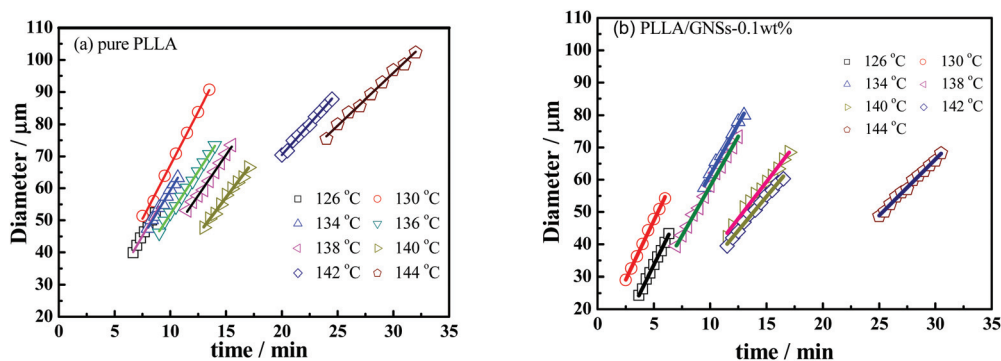 (a) pure PLLA
110
100
90
80
70
60
50
40
30
20
Diameter / μm
126 °C 130 °C
134 °C 136 °C
138 °C 140 °C
142 °C 144 °C
0 5 10 15 20 25 30 35
time / min
(b) PLLA/GNSs-0.1wt%
110
100
90
80
70
60
50
40
30
20
Diameter / μm
126 °C 130 °C
134 °C 138 °C
140 °C 142 °C
144 °C
0 5 10 15 20 25 30 35
time / min